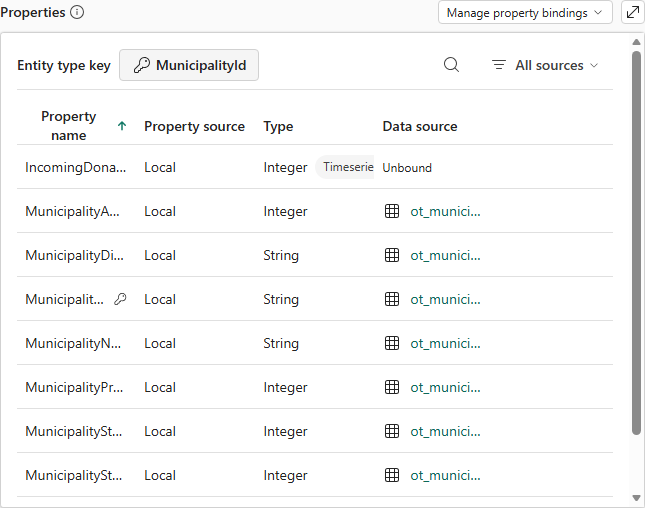 Properties
Manage property bindings
Entity type key MunicipalityId All sources
Property name Property source Type Data source
IncomingDona... Local Integer Timeserie Unbound
MunicipalityA... Local Integer ot_munici...
MunicipalityDi... Local String ot_munici...
Municipalit... Local String ot_munici...
MunicipalityN... Local String ot_munici...
MunicipalityPr... Local Integer ot_munici...
MunicipalitySt... Local Integer ot_munici...
MunicipalitySt... Local Integer ot_munici...